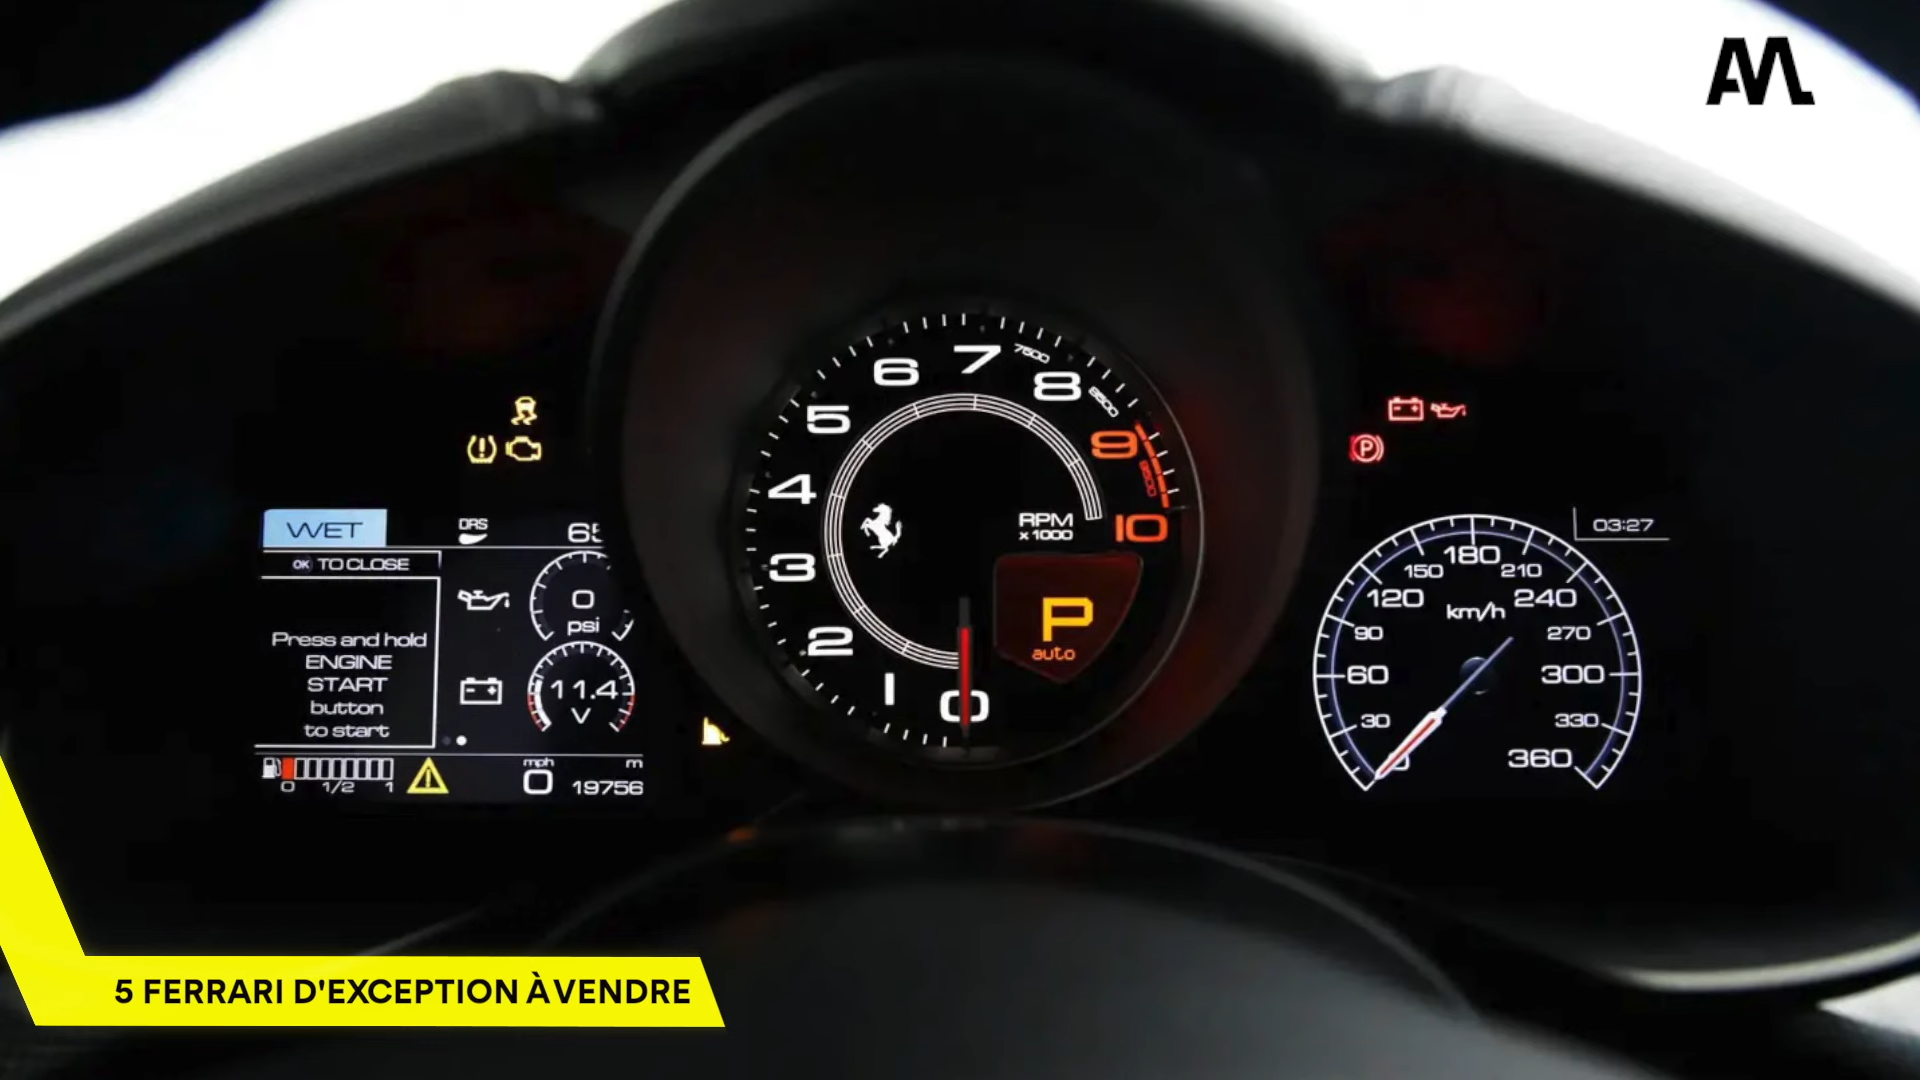 AML
WET
DRS
OK TO CLOSE
Press and hold
ENGINE
START
button
to start
0
psi
11.4
V
0 1/2 1
mph
0
m
19756
0
1
2
3
4
5
6
7
7500
8
8500
9
9500
10
RPM
x 1000
P
auto
P
03:27
km/h
30
60
90
120
150
180
210
240
270
300
330
360
5 FERRARI D'EXCEPTION À VENDRE